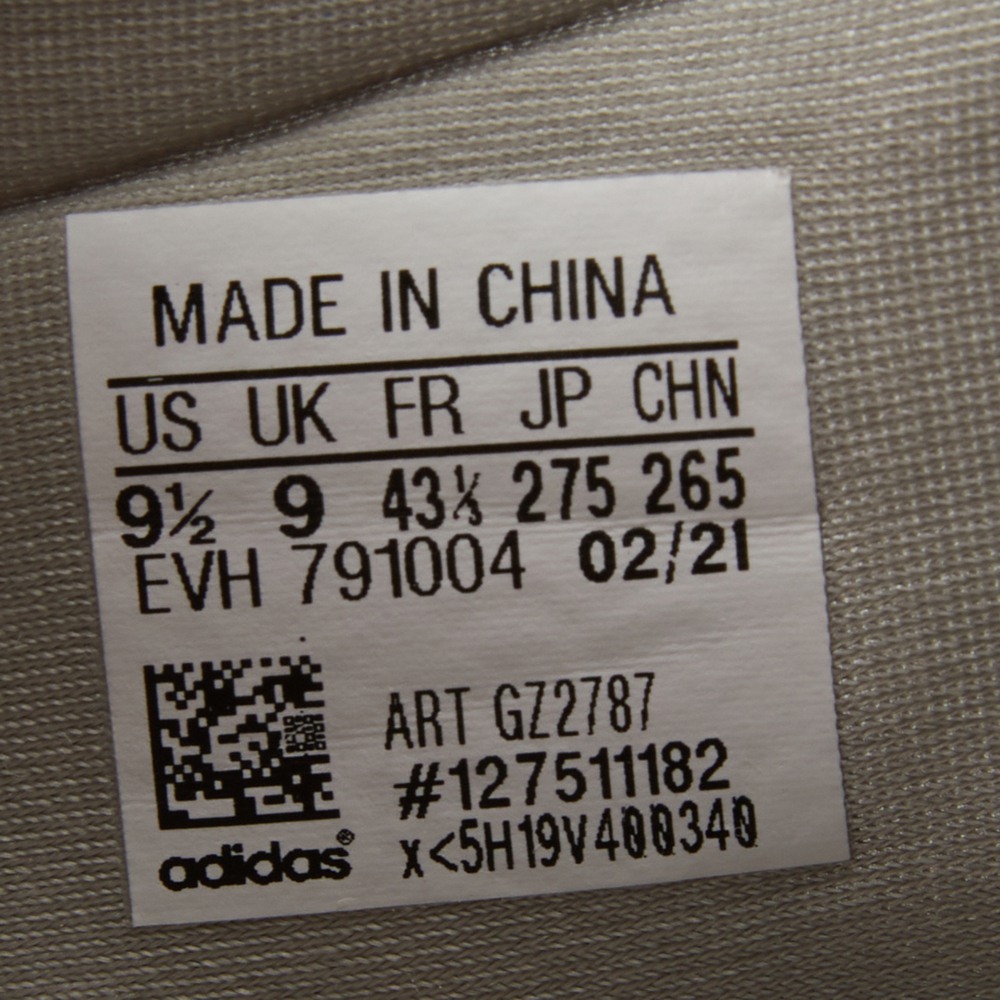 MADE IN CHINA
US UK FR JP CHN
9½ 9 43⅓ 275 265
EVH 791004 02/21
ART GZ2787
#127511182
x<5H19V400340
adidas®